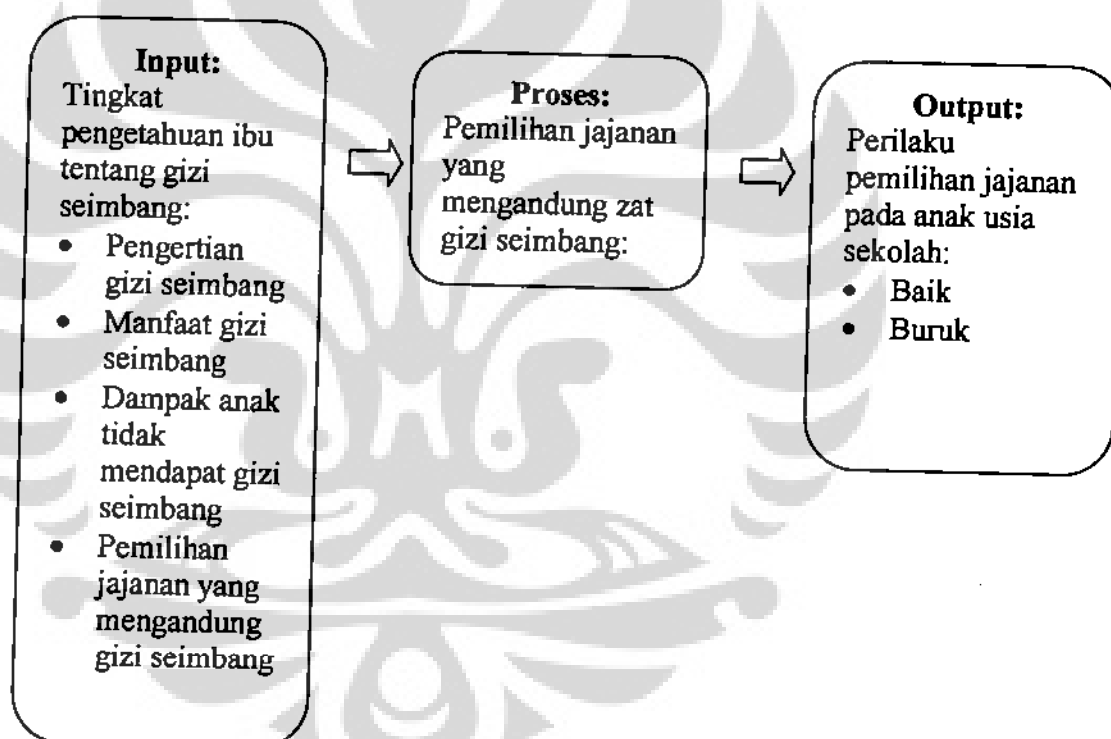 Input:
Tingkat
pengetahuan ibu
tentang gizi
seimbang:
• Pengertian
gizi seimbang
• Manfaat gizi
seimbang
• Dampak anak
tidak
mendapat gizi
seimbang
• Pemilihan
jajanan yang
mengandung
gizi seimbang
Proses:
Pemilihan jajanan
yang
mengandung zat
gizi seimbang:
Output:
Perilaku
pemilihan jajanan
pada anak usia
sekolah:
• Baik
• Buruk